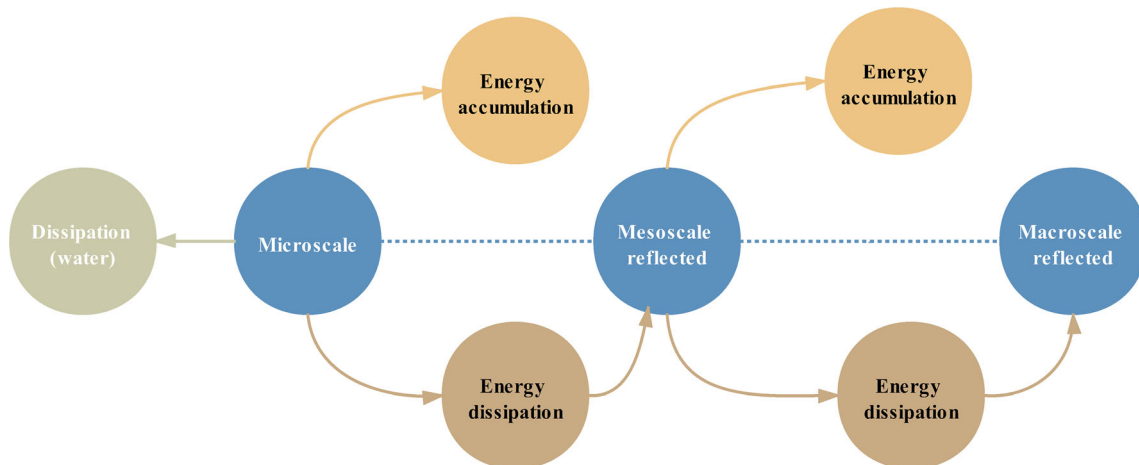 Energy
accumulation
Energy
accumulation
Dissipation
(water)
Microscale
Mesoscale
reflected
Macroscale
reflected
Energy
dissipation
Energy
dissipation